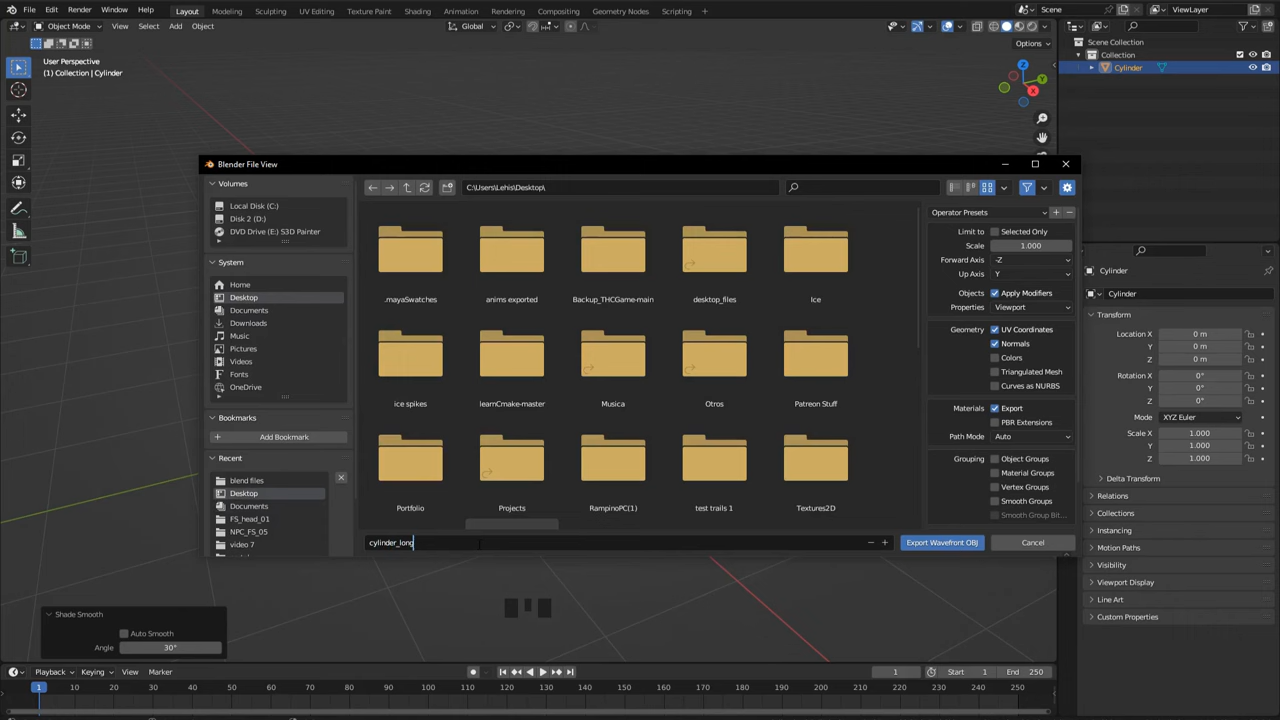 File Edit Render Window Help Layout Modeling Sculpting UV Editing Texture Paint Shading Animation Rendering Compositing Geometry Nodes Scripting Scene ViewLayer
Object Mode View Select Add Object Global
Options
User Perspective
(1) Collection | Cylinder
Z
Y
X
Scene Collection
Collection
Cylinder
Blender File View
Volumes
Local Disk (C:)
Disk 2 (D:)
DVD Drive (E:) S3D Painter
System
Home
Desktop
Documents
Downloads
Music
Pictures
Videos
Fonts
OneDrive
Bookmarks
Add Bookmark
Recent
blend files
Desktop
Documents
FS_head_01
NPC_FS_05
video 7
C:\Users\Lehis\Desktop\
.mayaSwatches anims exported Backup_THCGame-main desktop_files Ice
ice spikes learnCmake-master Musica Otros Patreon Stuff
Portfolio Projects RampinoPC(1) test trails 1 Textures2D
cylinder_long
Export Wavefront OBJ Cancel
Operator Presets
Limit to Selected Only
Scale 1.000
Forward Axis -Z
Up Axis Y
Objects Apply Modifiers
Properties Viewport
Geometry UV Coordinates
Normals
Colors
Triangulated Mesh
Curves as NURBS
Materials Export
PBR Extensions
Path Mode Auto
Grouping Object Groups
Material Groups
Vertex Groups
Smooth Groups
Smooth Group Bit...
Cylinder
Cylinder
Transform
Location X 0 m
Y 0 m
Z 0 m
Rotation X 0°
Y 0°
Z 0°
Mode XYZ Euler
Scale X 1.000
Y 1.000
Z 1.000
Delta Transform
Relations
Collections
Instancing
Motion Paths
Visibility
Viewport Display
Line Art
Custom Properties
Shade Smooth
Auto Smooth
Angle 30°
Playback Keying View Marker 1 Start 1 End 250
1 10 20 30 40 50 60 70 80 90 100 110 120 130 140 150 160 170 180 190 200 210 220 230 240 250